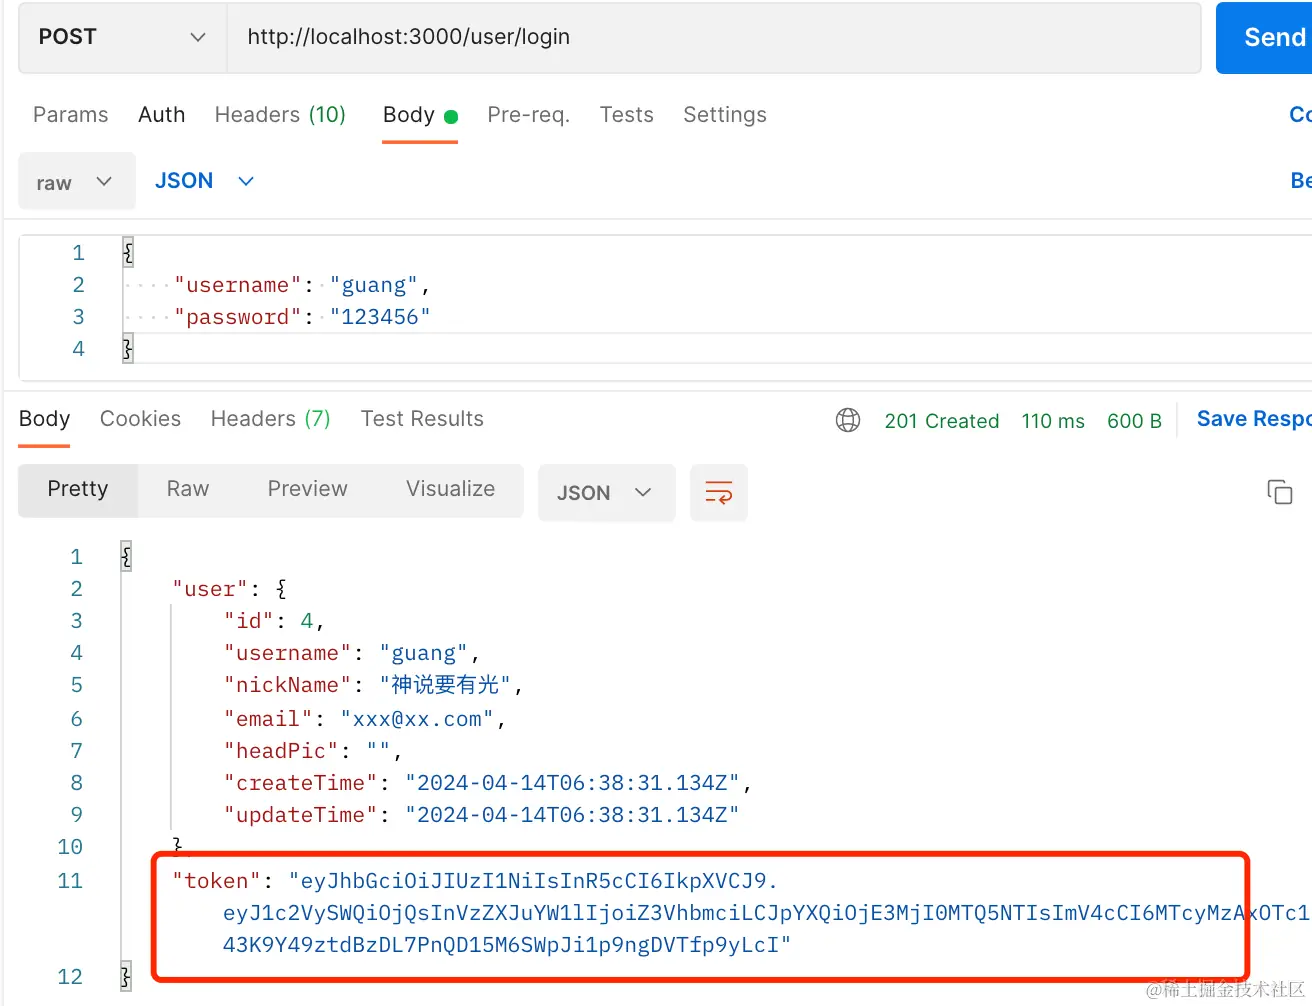 POST http://localhost:3000/user/login Send
Params Auth Headers (10) Body Pre-req. Tests Settings
raw JSON
1 {
2 "username": "guang",
3 "password": "123456"
4 }
Body Cookies Headers (7) Test Results 201 Created 110 ms 600 B Save Respo
Pretty Raw Preview Visualize JSON
1 {
2 "user": {
3 "id": 4,
4 "username": "guang",
5 "nickName": "神说要有光",
6 "email": "xxx@xx.com",
7 "headPic": "",
8 "createTime": "2024-04-14T06:38:31.134Z",
9 "updateTime": "2024-04-14T06:38:31.134Z"
10 },
11 "token": "eyJhbGciOiJIUzI1NiIsInR5cCI6IkpXVCJ9.
eyJ1c2VySWQiOjQsInVzZXJuYW1lIjoiZ3VhbmciLCJpYXQiOjE3MjI0MTQ5NTIsImV4cCI6MTcyMzAxOTc1
43K9Y49ztdBzDL7PnQD15M6SWpJi1p9ngDVTfp9yLcI"
12 }
@稀土掘金技术社区